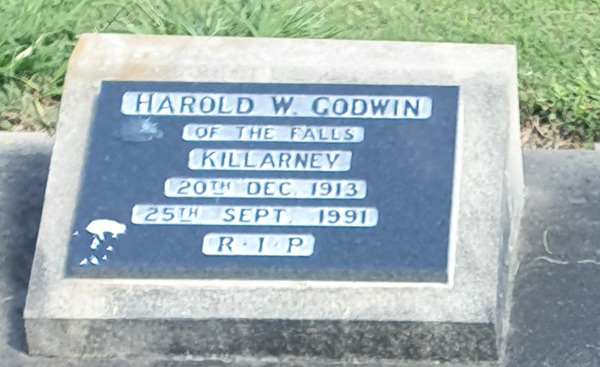 HAROLD W. GODWIN
OF THE FALLS
KILLARNEY
20TH DEC. 1913
25TH SEPT. 1991
R·I·P